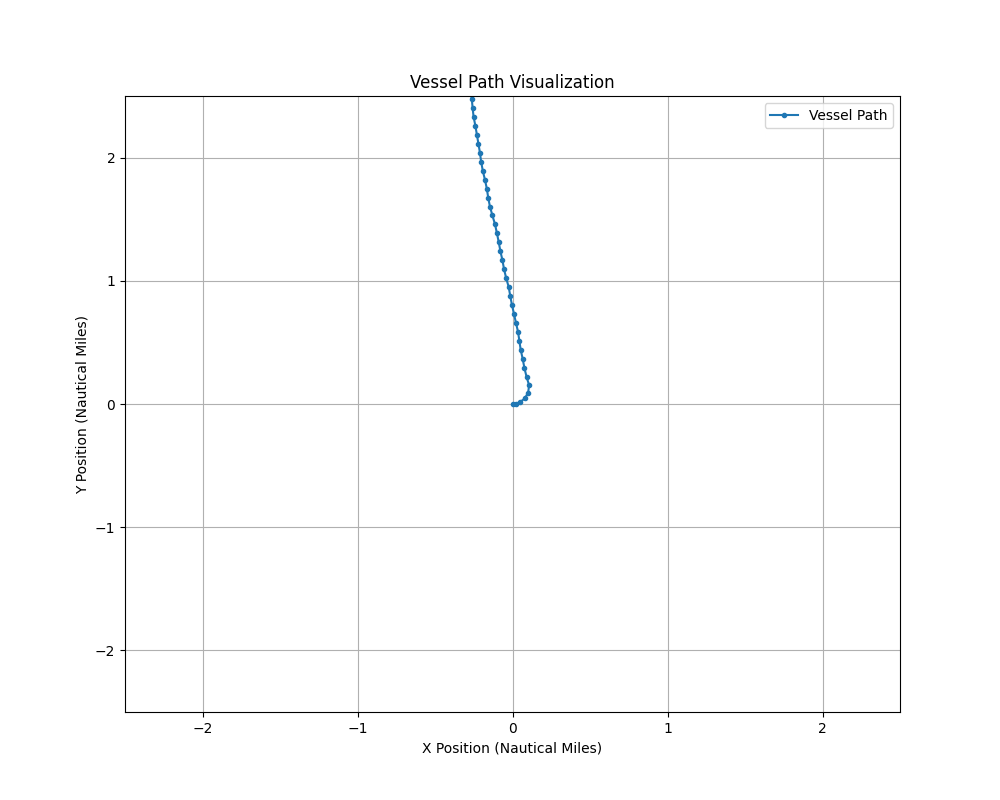 Vessel Path Visualization
Vessel Path
2
1
0
−1
−2
Y Position (Nautical Miles)
−2
−1
0
1
2
X Position (Nautical Miles)